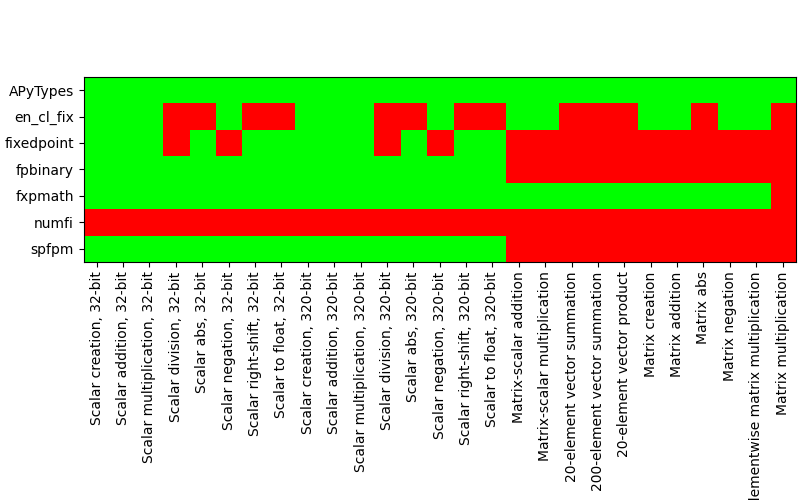 APyTypes
en_cl_fix
fixedpoint
fpbinary
fxpmath
numfi
spfpm
Scalar creation, 32-bit
Scalar addition, 32-bit
Scalar multiplication, 32-bit
Scalar division, 32-bit
Scalar abs, 32-bit
Scalar negation, 32-bit
Scalar right-shift, 32-bit
Scalar to float, 32-bit
Scalar creation, 320-bit
Scalar addition, 320-bit
Scalar multiplication, 320-bit
Scalar division, 320-bit
Scalar abs, 320-bit
Scalar negation, 320-bit
Scalar right-shift, 320-bit
Scalar to float, 320-bit
Matrix-scalar addition
Matrix-scalar multiplication
20-element vector summation
200-element vector summation
20-element vector product
Matrix creation
Matrix addition
Matrix abs
Matrix negation
lementwise matrix multiplication
Matrix multiplication